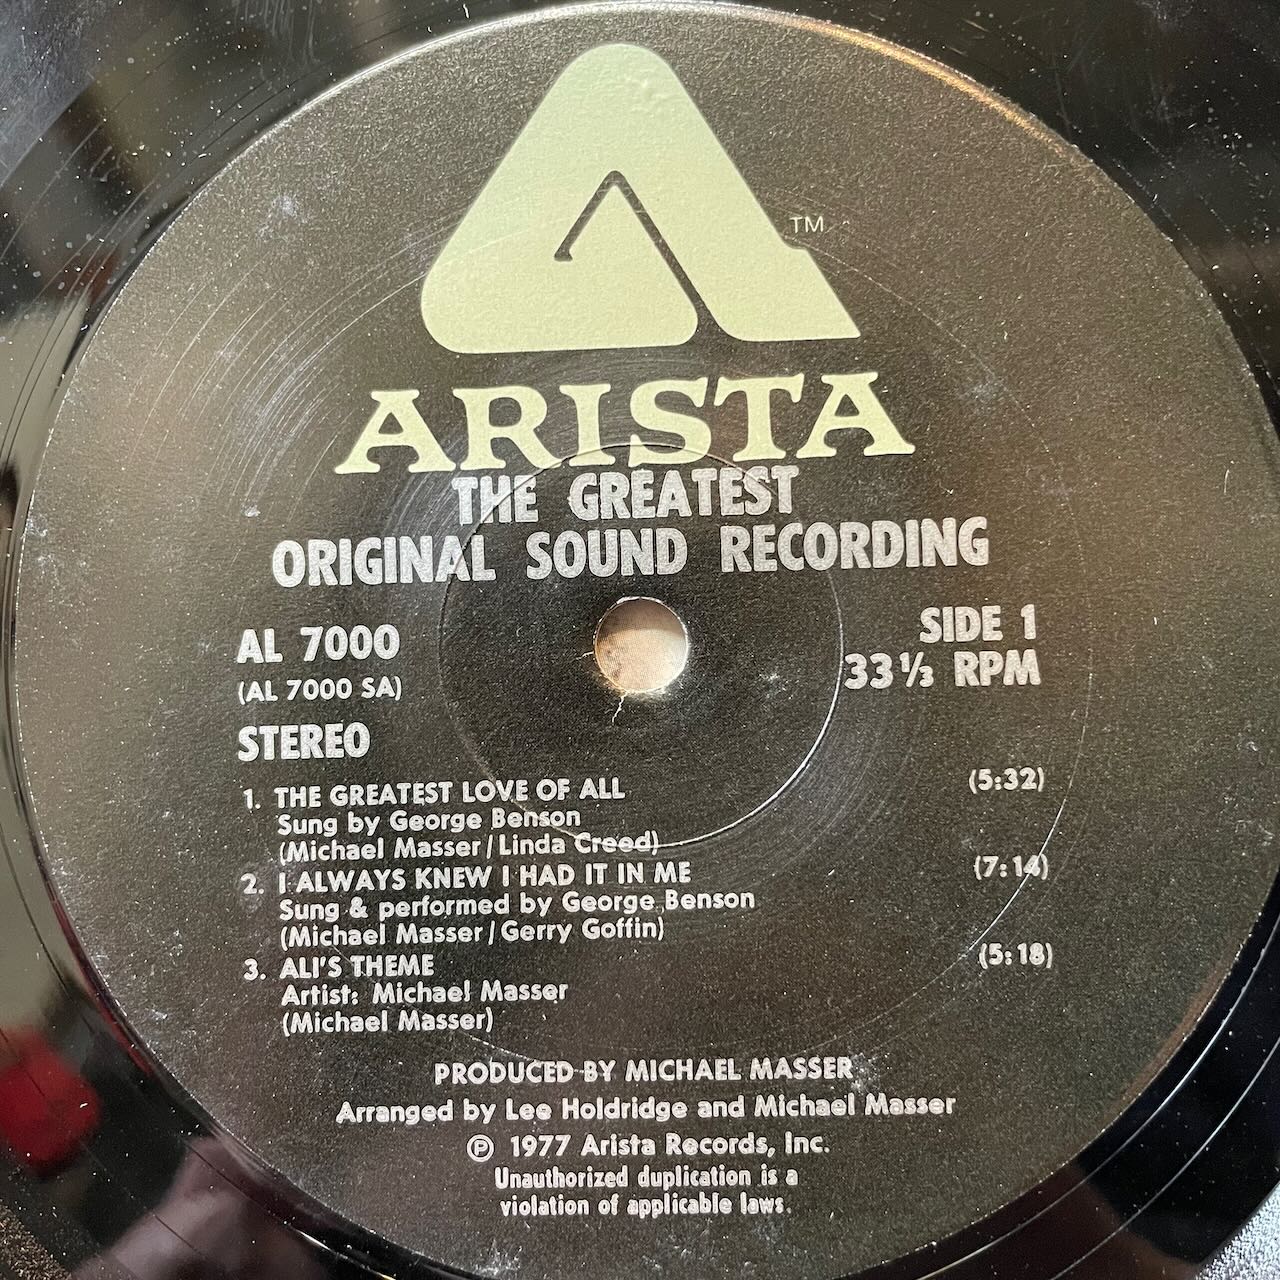 TM
ARISTA
THE GREATEST
ORIGINAL SOUND RECORDING
AL 7000
(AL 7000 SA)
STEREO
SIDE 1
33 1/3 RPM
1. THE GREATEST LOVE OF ALL (5:32)
Sung by George Benson
(Michael Masser/Linda Creed)
2. I ALWAYS KNEW I HAD IT IN ME (7:14)
Sung & performed by George Benson
(Michael Masser/Gerry Goffin)
3. ALI'S THEME (5:18)
Artist: Michael Masser
(Michael Masser)
PRODUCED BY MICHAEL MASSER
Arranged by Lee Holdridge and Michael Masser
℗ 1977 Arista Records, Inc.
Unauthorized duplication is a
violation of applicable laws.